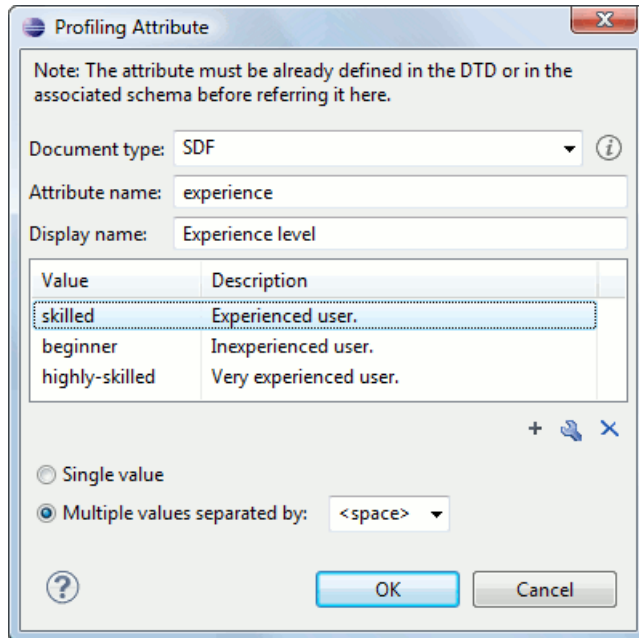 Profiling Attribute
Note: The attribute must be already defined in the DTD or in the
associated schema before referring it here.
Document type: SDF
Attribute name: experience
Display name: Experience level
Value Description
skilled Experienced user.
beginner Inexperienced user.
highly-skilled Very experienced user.
Single value
Multiple values separated by: <space>
OK Cancel